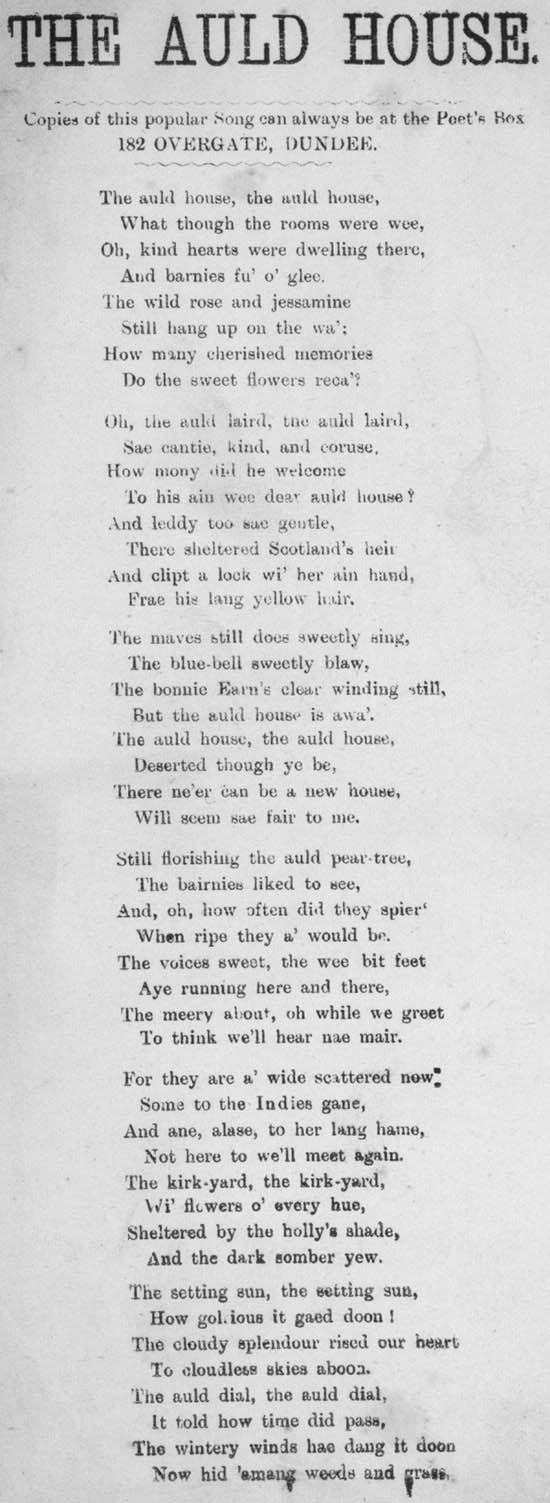 THE AULD HOUSE.
Copies of this popular Song can always be at the Poet's Box
182 OVERGATE, DUNDEE.
The auld house, the auld house,
What though the rooms were wee,
Oh, kind hearts were dwelling there,
And barnies fu' o' glee.
The wild rose and jessamine
Still hang up on the wa';
How many cherished memories
Do the sweet flowers reca'?
Oh, the auld laird, the auld laird,
Sae cantie, kind, and coruse,
How mony did he welcome
To his ain wee dear auld house?
And leddy too sae gentle,
There sheltered Scotland's heir
And clipt a lock wi' her ain hand,
Frae his lang yellow hair.
The maves still does sweetly sing,
The blue-bell sweetly blaw,
The bonnie Earn's clear winding still,
But the auld house is awa'.
The auld house, the auld house,
Deserted though ye be,
There ne'er can be a new house,
Will seem sae fair to me.
Still florishing the auld pear-tree,
The bairnies liked to see,
And, oh, how often did they spier'
When ripe they a' would be.
The voices sweet, the wee bit feet
Aye running here and there,
The meery about, oh while we greet
To think we'll hear nae mair.
For they are a' wide scattered now:
Some to the Indies gane,
And ane, alase, to her lang hame,
Not here to we'll meet again.
The kirk-yard, the kirk-yard,
Wi' flowers o' every hue,
Sheltered by the holly's shade,
And the dark somber yew.
The setting sun, the setting sun,
How gol.ious it gaed doon!
The cloudy splendour rised our heart
To cloudless skies aboon.
The auld dial, the auld dial,
It told how time did pass,
The wintery winds hae dang it doon
Now hid 'amang weeds and grass.